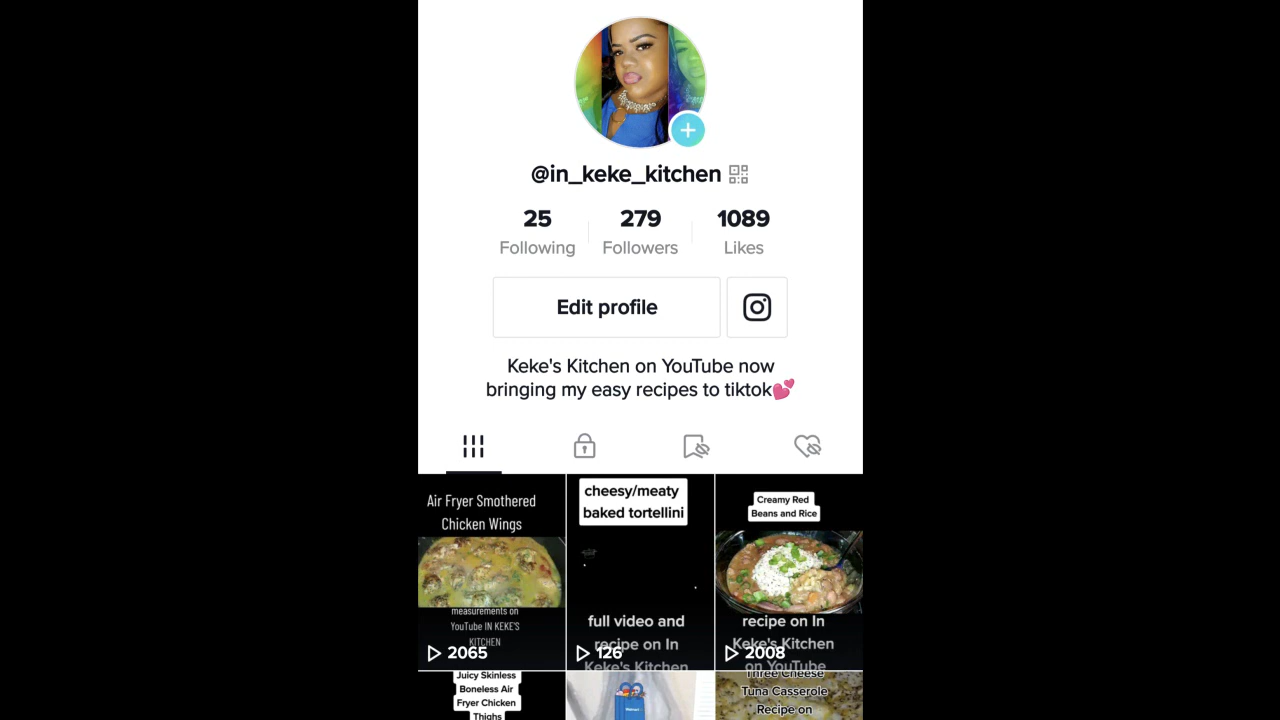 @in_keke_kitchen
25
279
1089
Following
Followers
Likes
Edit profile
Keke's Kitchen on YouTube now
bringing my easy recipes to tiktok💕
Air Fryer Smothered
Chicken Wings
measurements on
YouTube IN KEKE'S
KITCHEN
2065
cheesy/meaty
baked tortellini
full video and
recipe on In
Keke's Kitchen
126
Creamy Red
Beans and Rice
recipe on In
Keke's Kitchen
on YouTube
2008
Juicy Skinless
Boneless Air
Fryer Chicken
Thighs
Three Cheese
Tuna Casserole
Recipe on